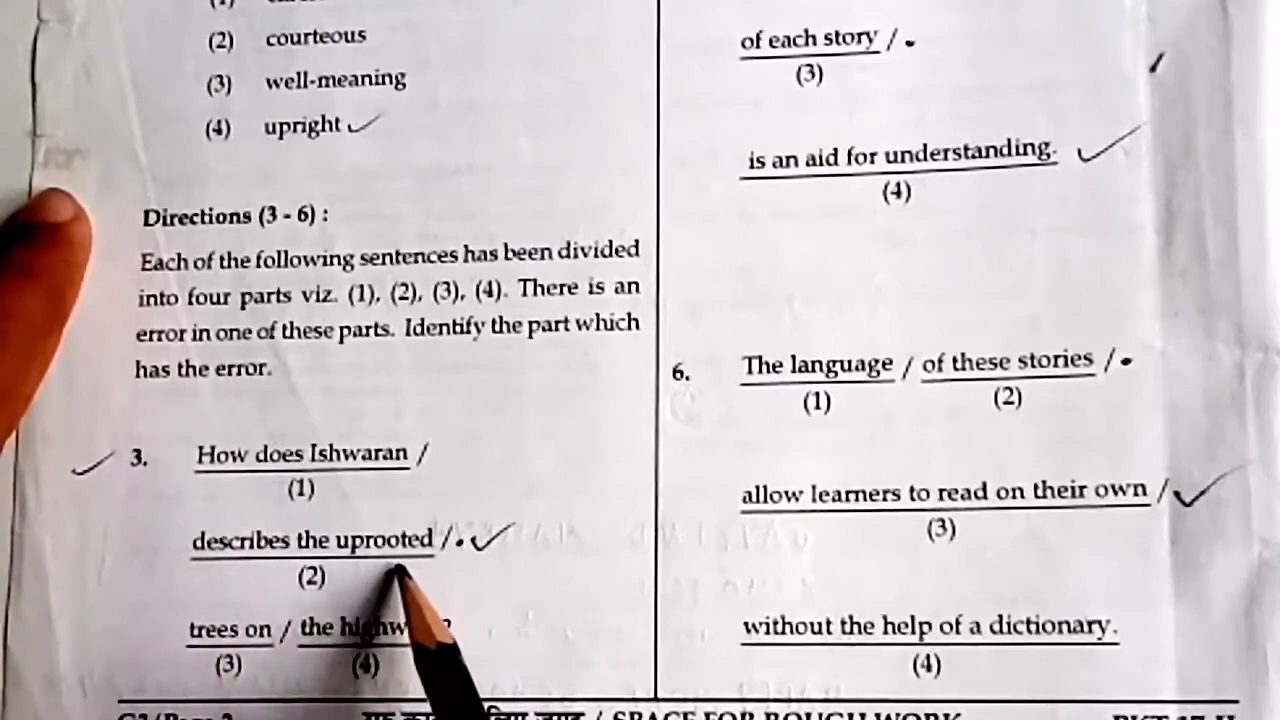 (2) courteous
(3) well-meaning
(4) upright
Directions (3 - 6) :
Each of the following sentences has been divided
into four parts viz. (1), (2), (3), (4). There is an
error in one of these parts. Identify the part which
has the error.
3. How does Ishwaran /
(1)
describes the uprooted /
(2)
trees on / the
(3) (4)
of each story /
(3)
is an aid for understanding.
(4)
6. The language / of these stories /
(1) (2)
allow learners to read on their own /
(3)
without the help of a dictionary.
(4)
/ SPACE FOR ROUGH WORK